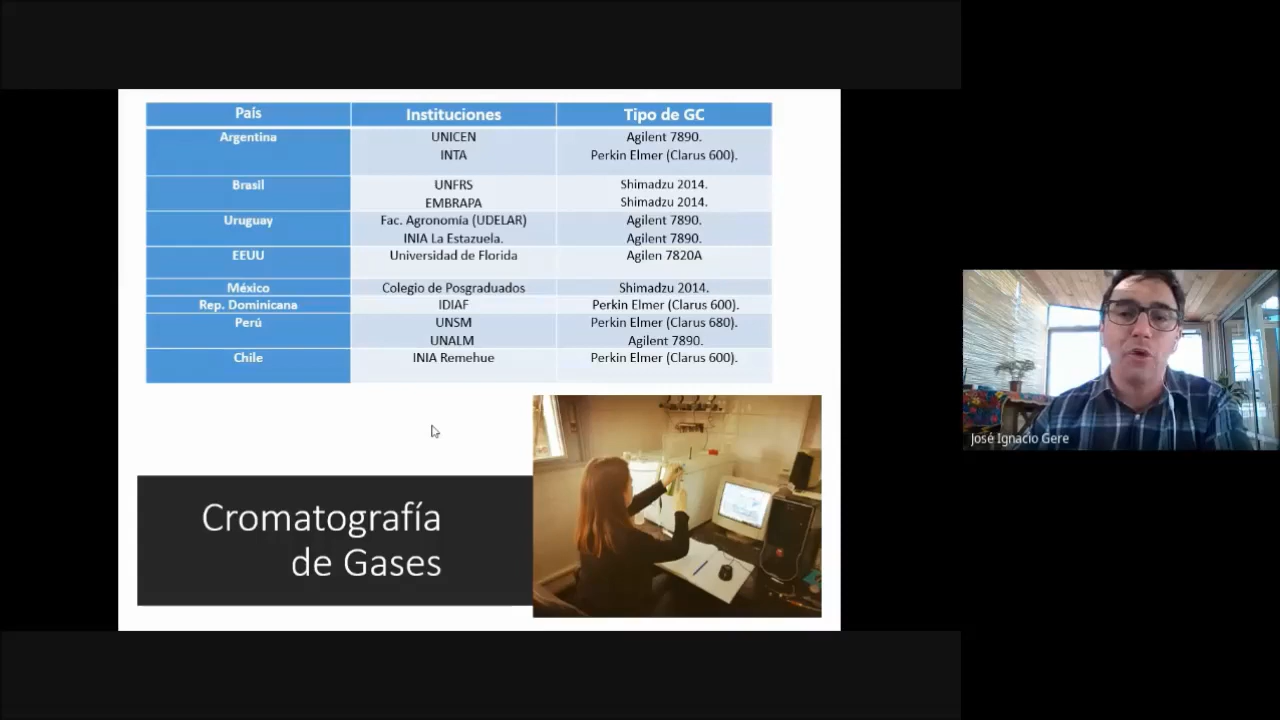 País Instituciones Tipo de GC
Argentina UNICEN Agilent 7890.
INTA Perkin Elmer (Clarus 600).
Brasil UNFRS Shimadzu 2014.
EMBRAPA Shimadzu 2014.
Uruguay Fac. Agronomía (UDELAR) Agilent 7890.
INIA La Estazuela. Agilent 7890.
EEUU Universidad de Florida Agilen 7820A
México Colegio de Posgraduados Shimadzu 2014.
Rep. Dominicana IDIAF Perkin Elmer (Clarus 600).
Perú UNSM Perkin Elmer (Clarus 680).
UNALM Agilent 7890.
Chile INIA Remehue Perkin Elmer (Clarus 600).
Cromatografía
de Gases
José Ignacio Gere